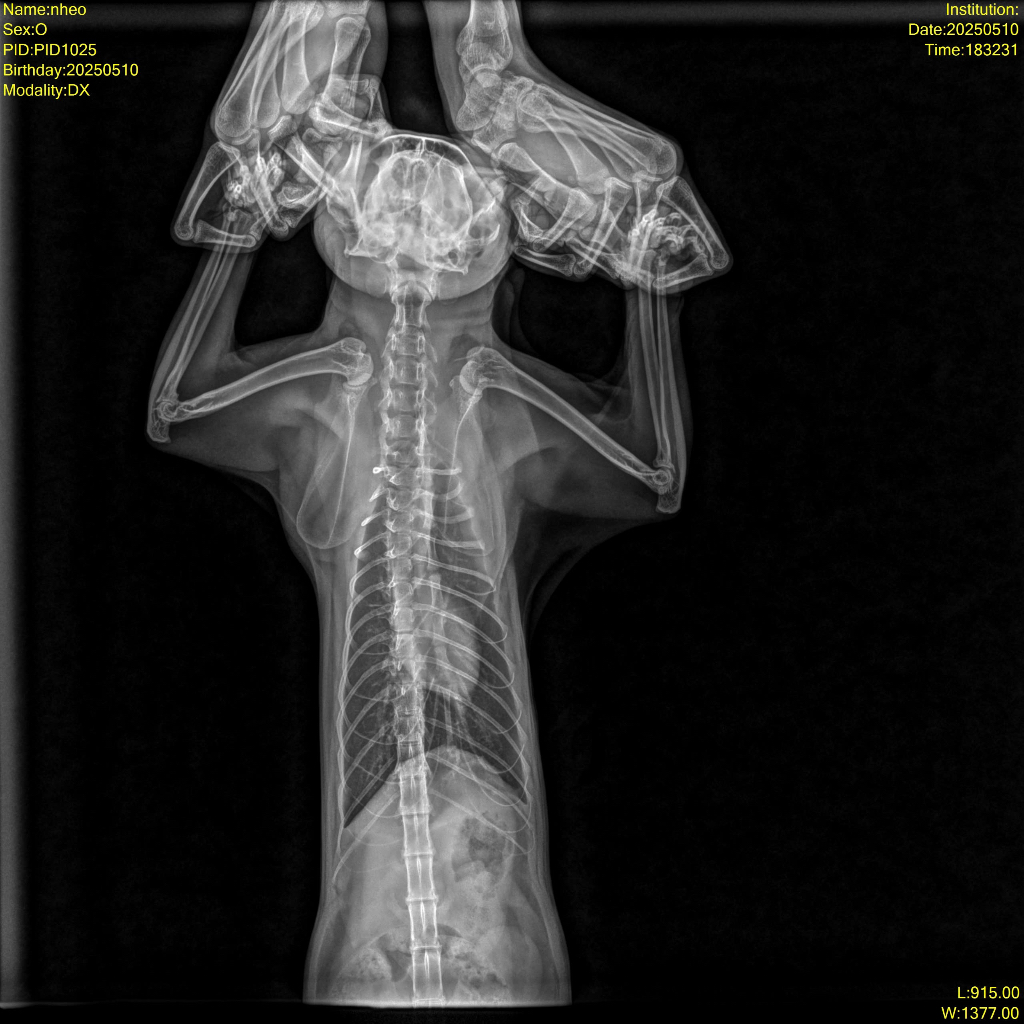 Name:nheo
Sex:O
PID:PID1025
Birthday:20250510
Modality:DX
Institution:
Date:20250510
Time:183231
L:915.00
W:1377.00